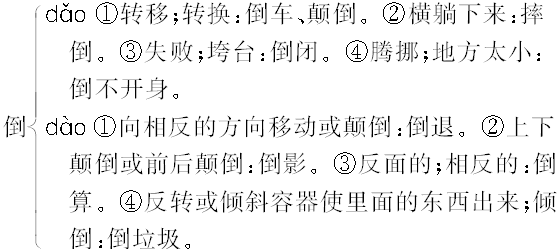 dǎo ①转移;转换:倒车、颠倒。②横躺下来:摔
倒。③失败;垮台:倒闭。④腾挪;地方太小:
倒不开身。
倒
dào ①向相反的方向移动或颠倒:倒退。②上下
颠倒或前后颠倒:倒影。③反面的;相反的:倒
算。④反转或倾斜容器使里面的东西出来;倾
倒:倒垃圾。